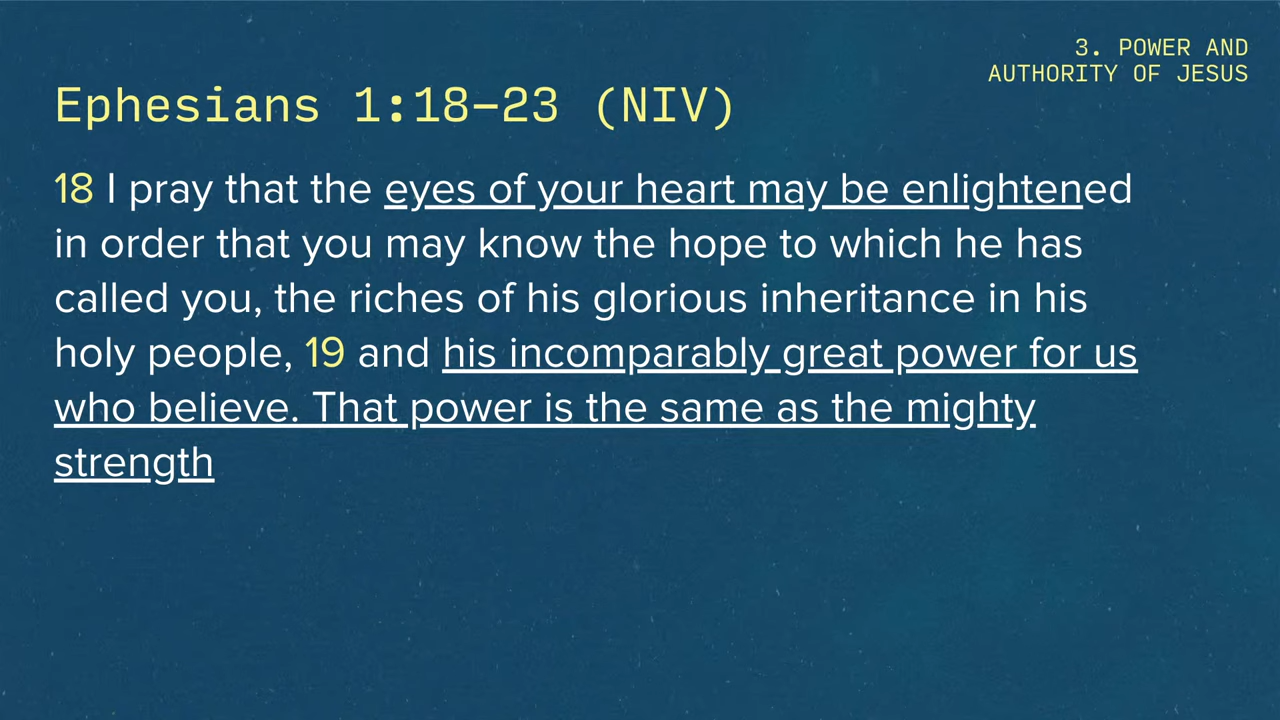 3. POWER AND
AUTHORITY OF JESUS
Ephesians 1:18–23 (NIV)
18 I pray that the eyes of your heart may be enlightened
in order that you may know the hope to which he has
called you, the riches of his glorious inheritance in his
holy people, 19 and his incomparably great power for us
who believe. That power is the same as the mighty
strength